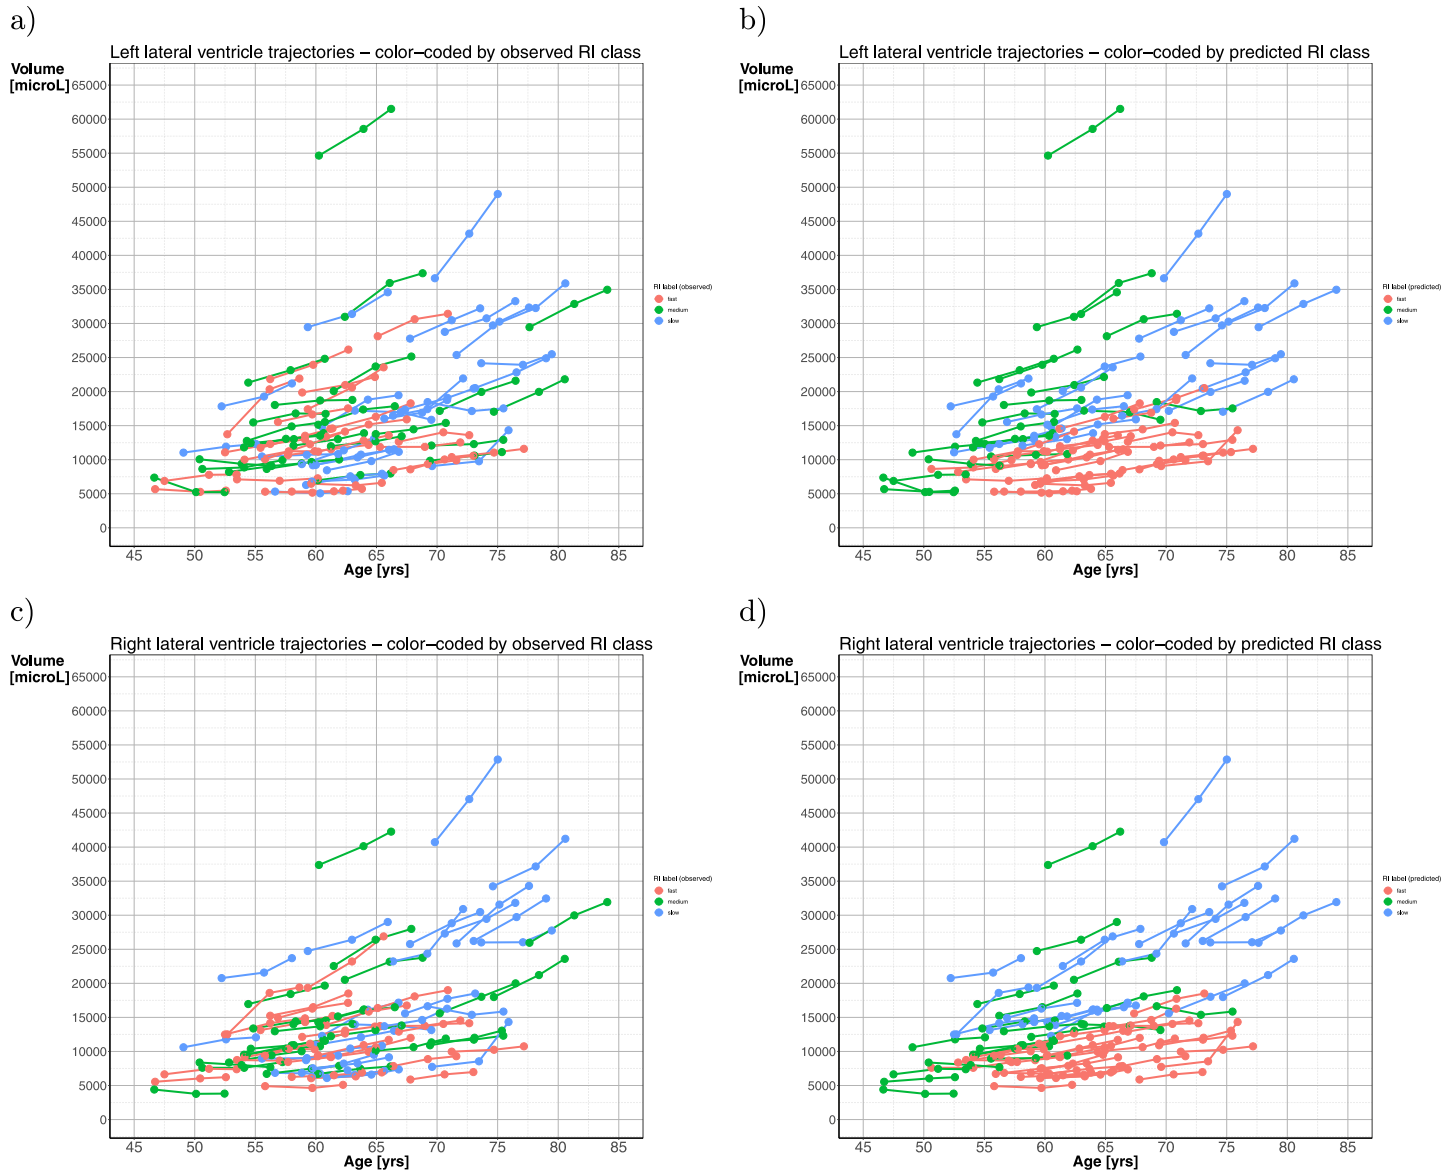 a)
Left lateral ventricle trajectories – color–coded by observed RI class
Volume
[microL]
65000
60000
55000
50000
45000
40000
35000
30000
25000
20000
15000
10000
5000
0
45 50 55 60 65 70 75 80 85
Age [yrs]
RI label (observed)
fast
medium
slow
b)
Left lateral ventricle trajectories – color–coded by predicted RI class
Volume
[microL]
65000
60000
55000
50000
45000
40000
35000
30000
25000
20000
15000
10000
5000
0
45 50 55 60 65 70 75 80 85
Age [yrs]
RI label (predicted)
fast
medium
slow
c)
Right lateral ventricle trajectories – color–coded by observed RI class
Volume
[microL]
65000
60000
55000
50000
45000
40000
35000
30000
25000
20000
15000
10000
5000
0
45 50 55 60 65 70 75 80 85
Age [yrs]
RI label (observed)
fast
medium
slow
d)
Right lateral ventricle trajectories – color–coded by predicted RI class
Volume
[microL]
65000
60000
55000
50000
45000
40000
35000
30000
25000
20000
15000
10000
5000
0
45 50 55 60 65 70 75 80 85
Age [yrs]
RI label (predicted)
fast
medium
slow